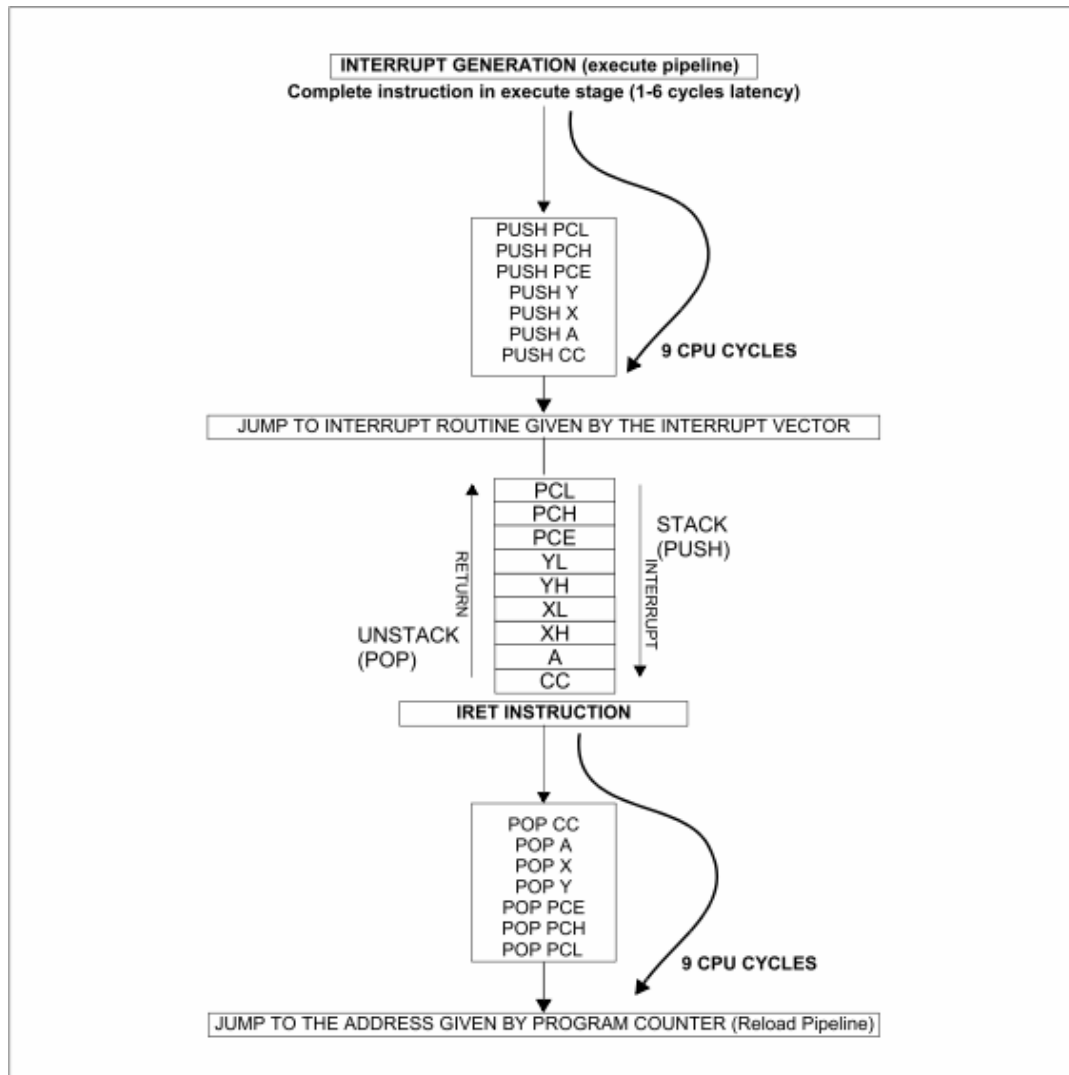 INTERRUPT GENERATION (execute pipeline)
Complete instruction in execute stage (1-6 cycles latency)
PUSH PCL
PUSH PCH
PUSH PCE
PUSH Y
PUSH X
PUSH A
PUSH CC
9 CPU CYCLES
JUMP TO INTERRUPT ROUTINE GIVEN BY THE INTERRUPT VECTOR
PCL
PCH
PCE
YL
YH
XL
XH
A
CC
RETURN
UNSTACK
(POP)
STACK
(PUSH)
INTERRUPT
IRET INSTRUCTION
POP CC
POP A
POP X
POP Y
POP PCE
POP PCH
POP PCL
9 CPU CYCLES
JUMP TO THE ADDRESS GIVEN BY PROGRAM COUNTER (Reload Pipeline)